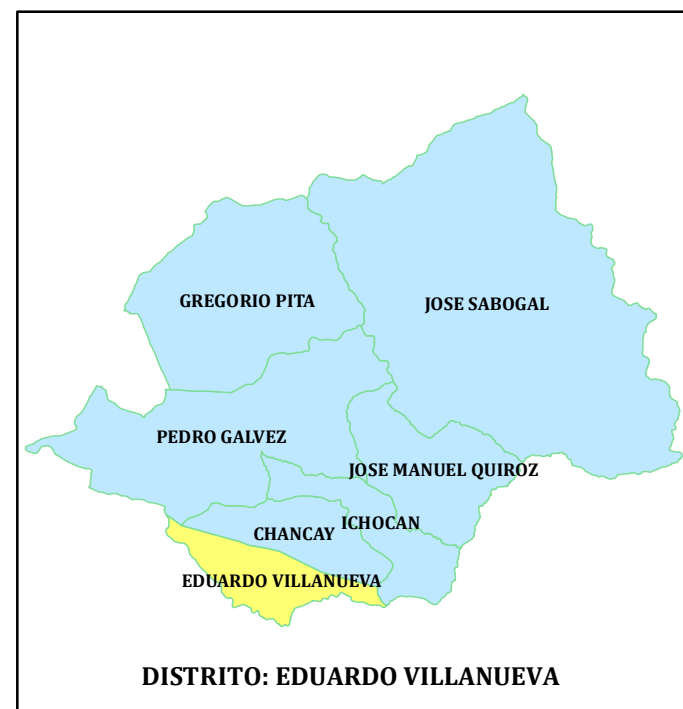 GREGORIO PITA
JOSE SABOGAL
PEDRO GALVEZ
JOSE MANUEL QUIROZ
ICHOCAN
CHANCAY
EDUARDO VILLANUEVA
DISTRITO: EDUARDO VILLANUEVA